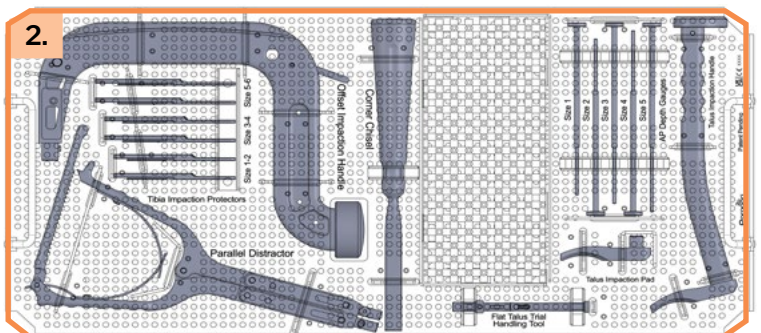 2.
Size 5-6
Size 3-4
Size 1-2
Tibia Impaction Protectors
Offset Impaction Handle
Corner Chisel
Parallel Distractor
Size 1
Size 2
Size 3
Size 4
Size 5
AP Depth Gauges
Talus Impaction Handle
Talus Impaction Pad
Flat Talus Trial
Handling Tool
Patent Pending